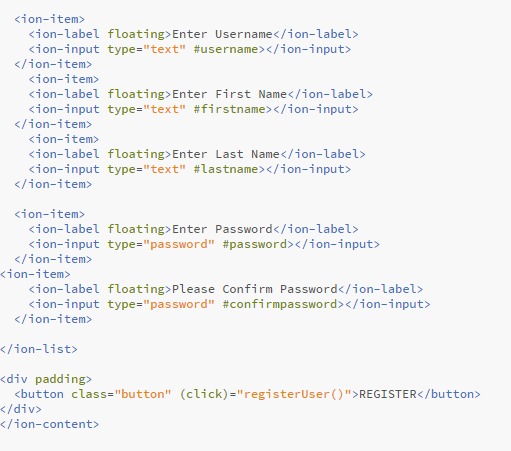 <ion-item>
<ion-label floating>Enter Username</ion-label>
<ion-input type="text" #username></ion-input>
</ion-item>
<ion-item>
<ion-label floating>Enter First Name</ion-label>
<ion-input type="text" #firstname></ion-input>
</ion-item>
<ion-item>
<ion-label floating>Enter Last Name</ion-label>
<ion-input type="text" #lastname></ion-input>
</ion-item>
<ion-item>
<ion-label floating>Enter Password</ion-label>
<ion-input type="password" #password></ion-input>
</ion-item>
<ion-item>
<ion-label floating>Please Confirm Password</ion-label>
<ion-input type="password" #confirmpassword></ion-input>
</ion-item>
</ion-list>
<div padding>
<button class="button" (click)="registerUser()">REGISTER</button>
</div>
</ion-content>